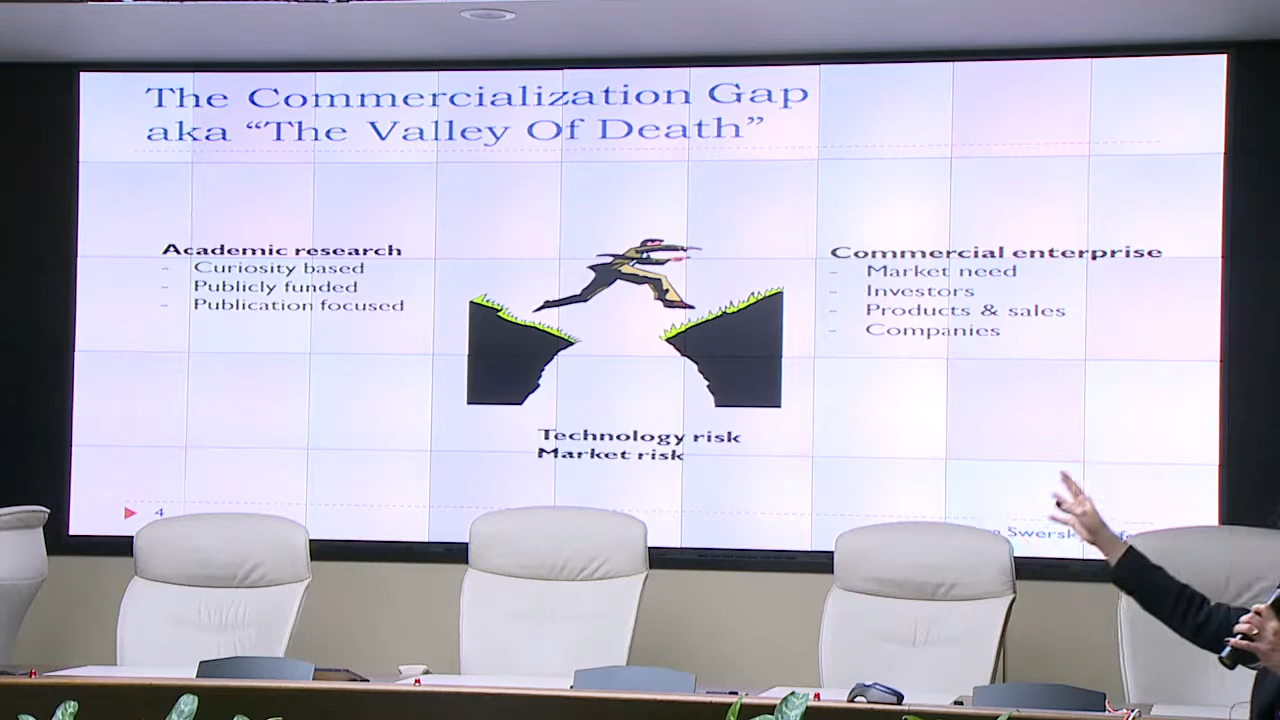 The Commercialization Gap
aka “The Valley Of Death”
Academic research
- Curiosity based
- Publicly funded
- Publication focused
Commercial enterprise
- Market need
- Investors
- Products & sales
- Companies
Technology risk
Market risk
4